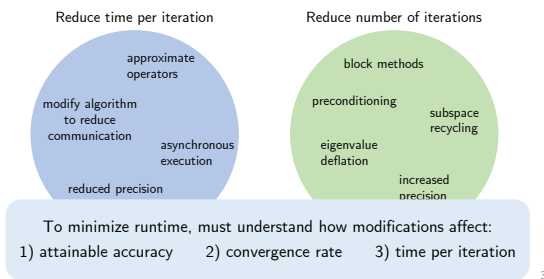 Reduce time per iteration
Reduce number of iterations
approximate
operators
modify algorithm
to reduce
communication
asynchronous
execution
reduced precision
block methods
preconditioning
subspace
recycling
eigenvalue
deflation
increased
precision
To minimize runtime, must understand how modifications affect:
1) attainable accuracy 2) convergence rate 3) time per iteration
3